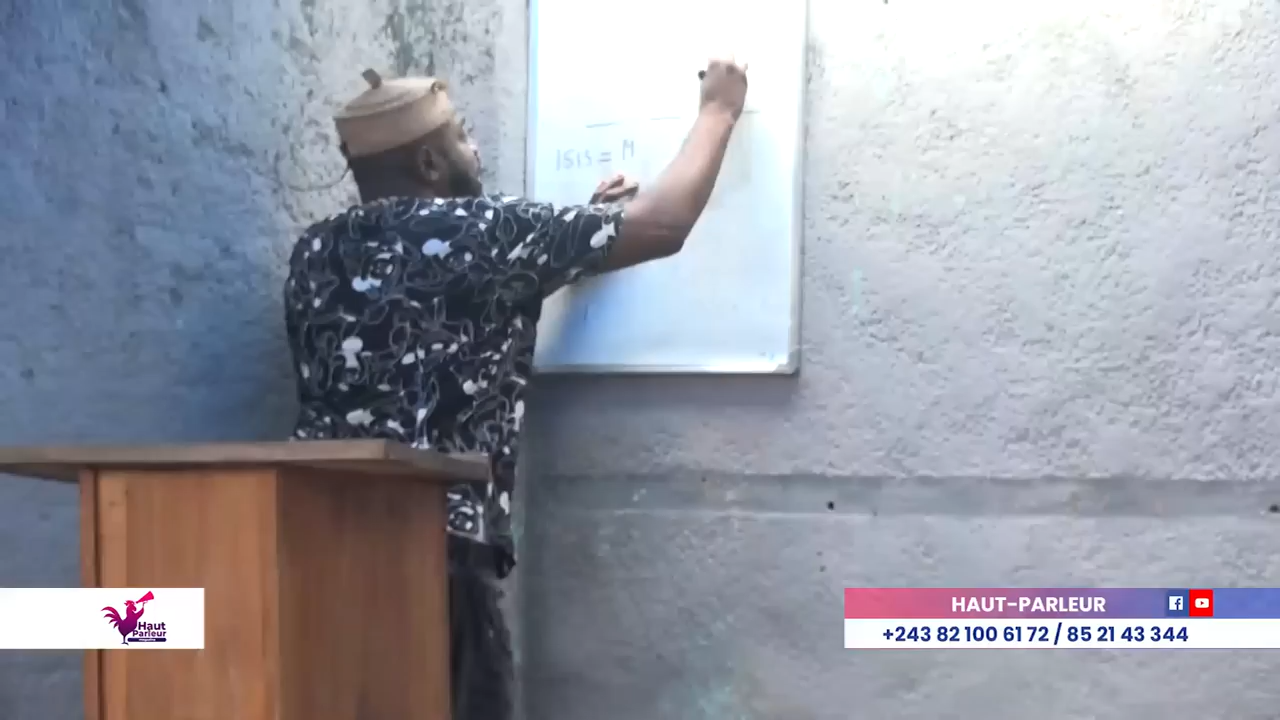 ISIS = M
Haut
Parleur
HAUT-PARLEUR
+243 82 100 61 72 / 85 21 43 344